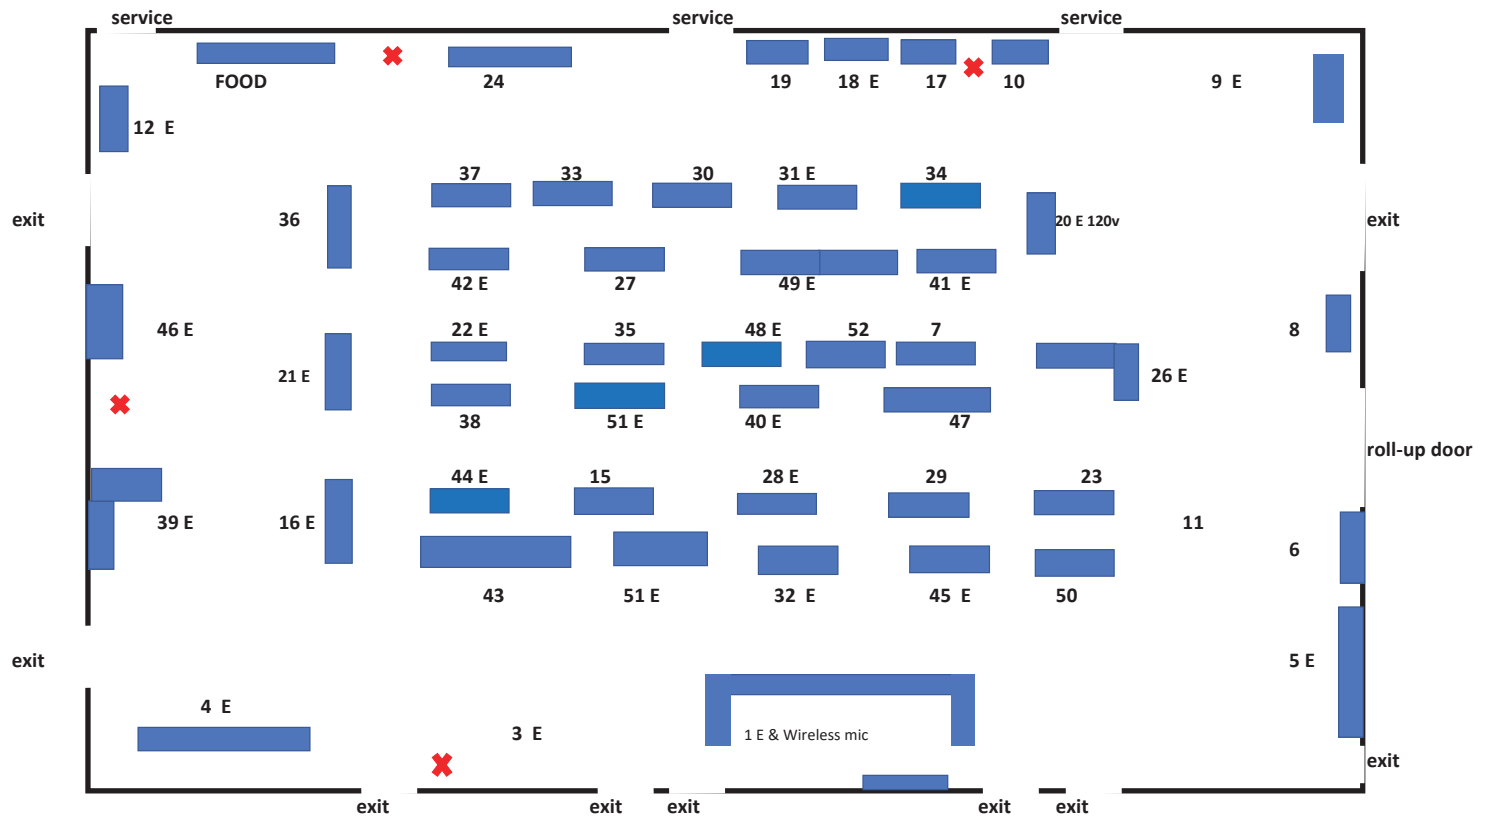 service service service
FOOD 24 19 18 E 17 10 9 E
12 E
37 33 30 31 E 34
exit 36 20 E 120v exit
42 E 27 49 E 41 E
46 E 22 E 35 48 E 52 7 8
21 E 26 E
38 51 E 40 E 47
roll-up door
44 E 15 28 E 29 23
39 E 16 E 11
6
43 51 E 32 E 45 E 50
exit 5 E
4 E
3 E 1 E & Wireless mic
exit
exit exit exit exit exit